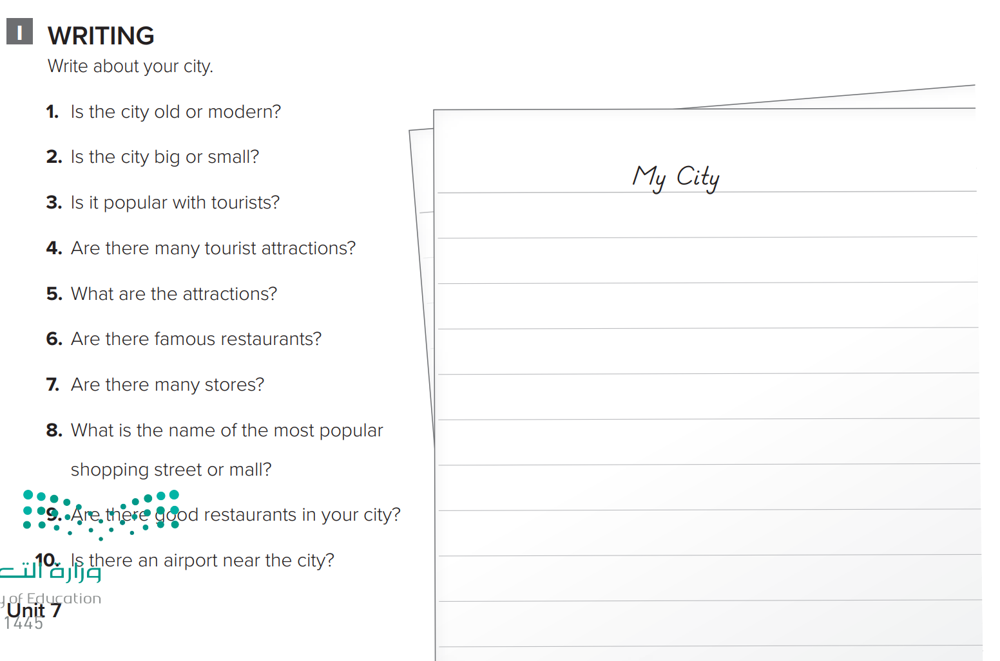 I WRITING
Write about your city.
1. Is the city old or modern?
2. Is the city big or small?
3. Is it popular with tourists?
4. Are there many tourist attractions?
5. What are the attractions?
6. Are there famous restaurants?
7. Are there many stores?
8. What is the name of the most popular
shopping street or mall?
9. Are there good restaurants in your city?
10. Is there an airport near the city?
وزارة
of Education
Unit 7
1445
My City